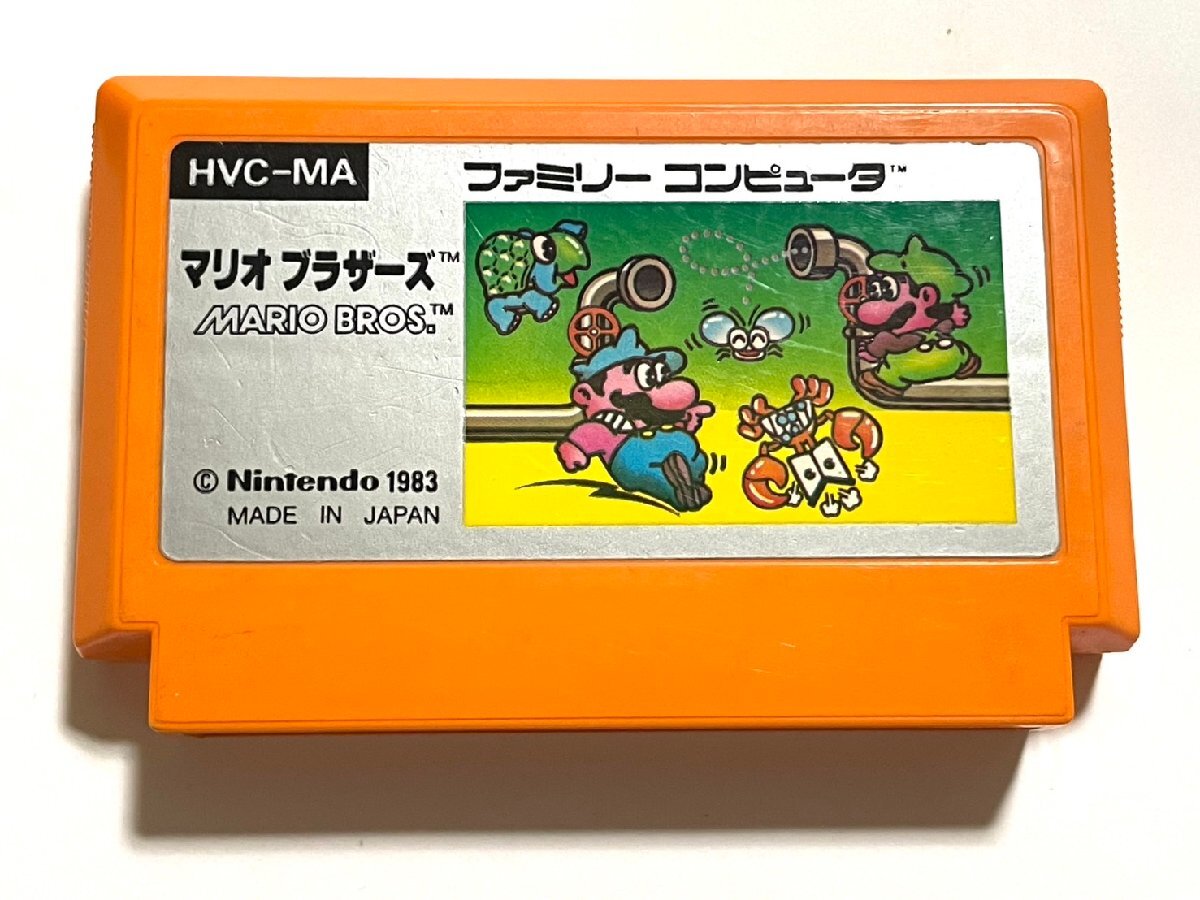 HVC-MA
ファミリー コンピュータ™
マリオ ブラザーズ™
MARIO BROS.™
© Nintendo 1983
MADE IN JAPAN